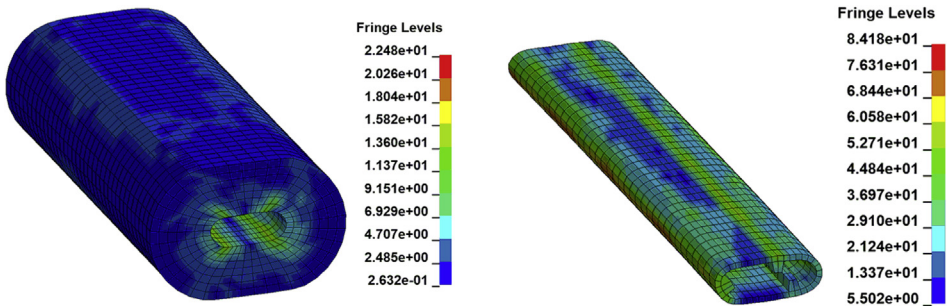 Fringe Levels
2.248e+01
2.026e+01
1.804e+01
1.582e+01
1.360e+01
1.137e+01
9.151e+00
6.929e+00
4.707e+00
2.485e+00
2.632e-01
Fringe Levels
8.418e+01
7.631e+01
6.844e+01
6.058e+01
5.271e+01
4.484e+01
3.697e+01
2.910e+01
2.124e+01
1.337e+01
5.502e+00